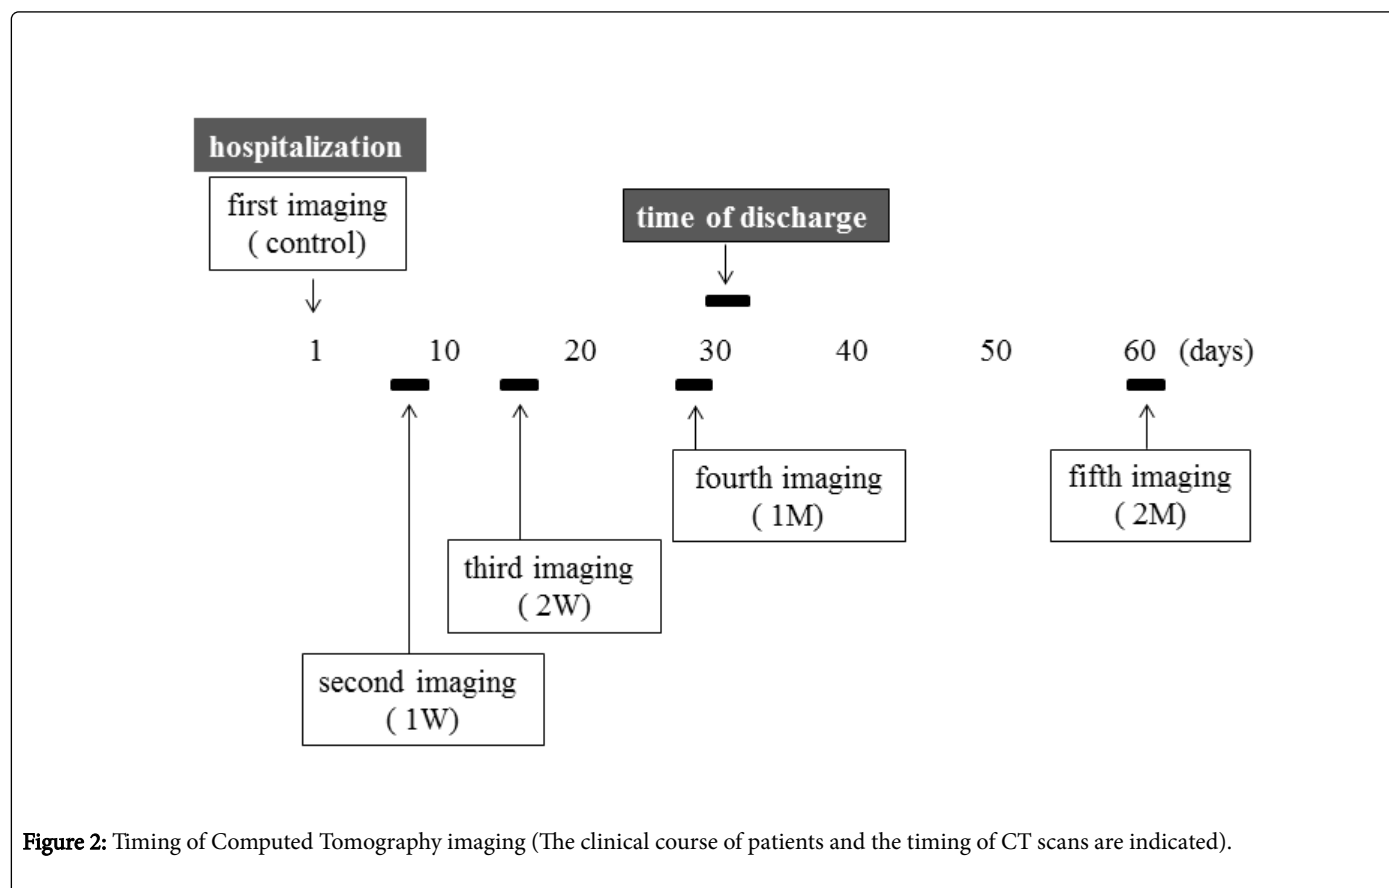 hospitalization
first imaging
( control)
time of discharge
1 10 20 30 40 50 60 (days)
fourth imaging
( 1M)
fifth imaging
( 2M)
third imaging
( 2W)
second imaging
( 1W)
Figure 2: Timing of Computed Tomography imaging (The clinical course of patients and the timing of CT scans are indicated).